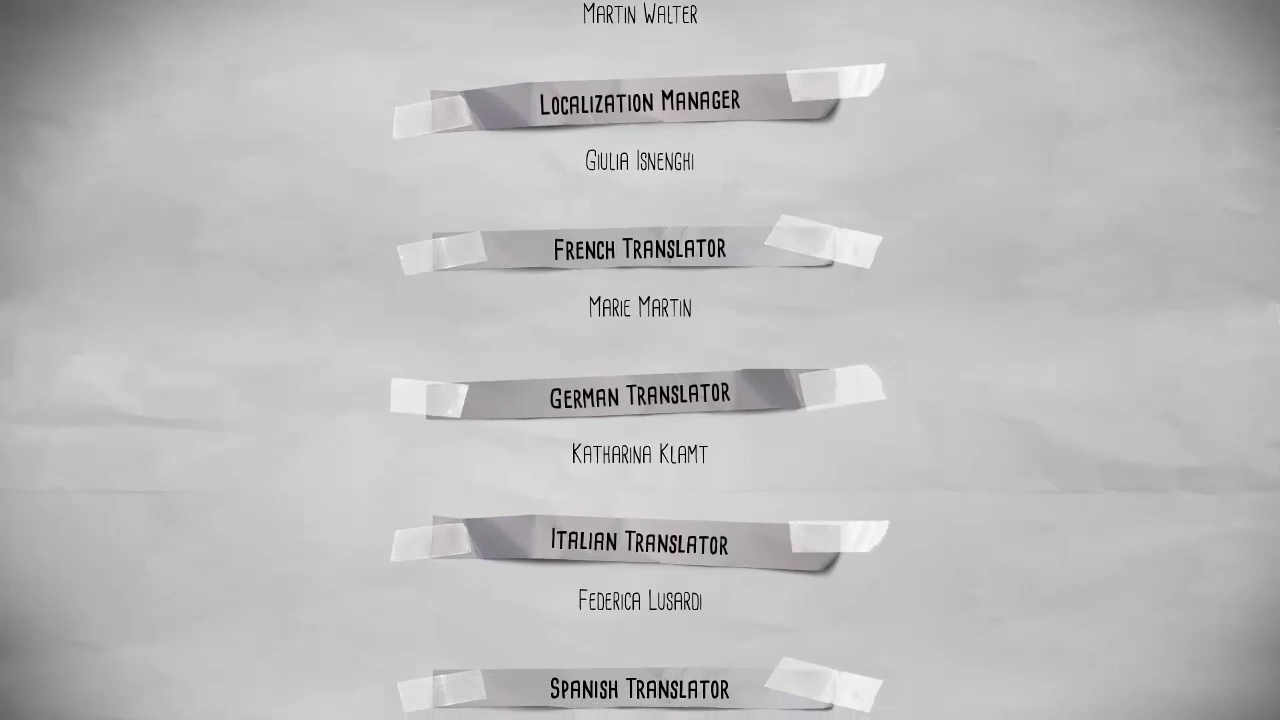 Martin Walter
Localization Manager
Giulia Isnenghi
French Translator
Marie Martin
German Translator
Katharina Klamt
Italian Translator
Federica Lusardi
Spanish Translator